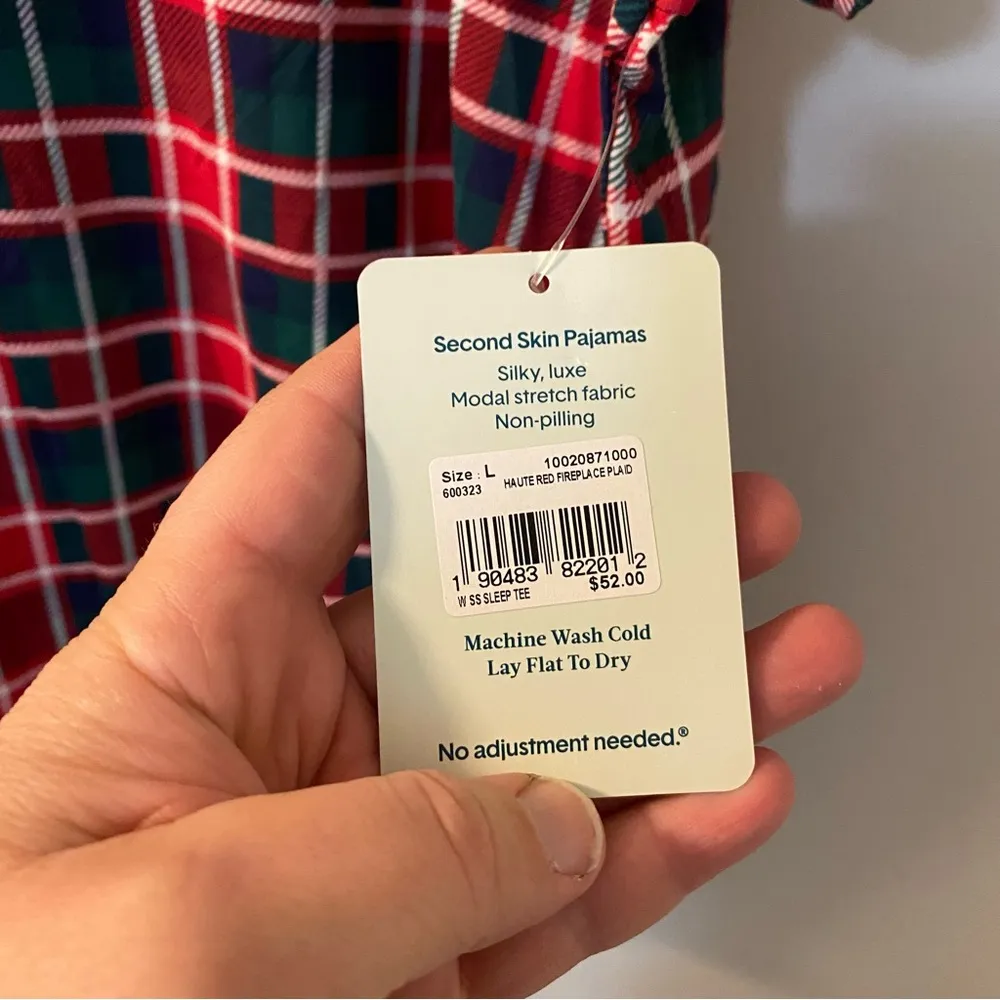 Second Skin Pajamas
Silky, luxe
Modal stretch fabric
Non-pilling
Size : L 10020871000
600323 HAUTE RED FIREPLACE PLAID
1 90483 82201 2
W SS SLEEP TEE $52.00
Machine Wash Cold
Lay Flat To Dry
No adjustment needed.®